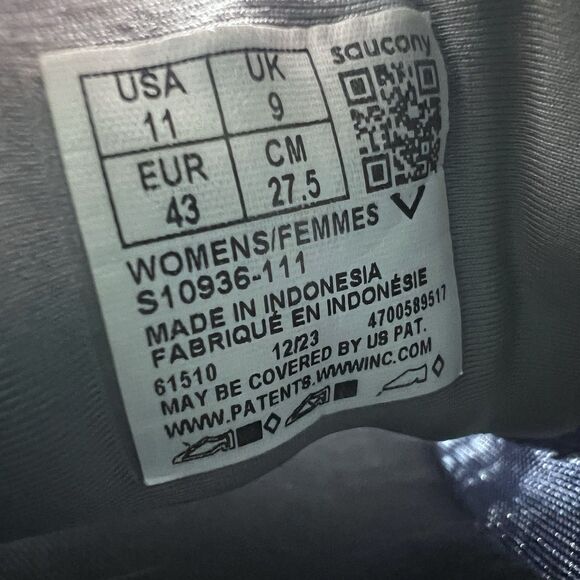 saucony
USA UK
11 9
EUR CM
43 27.5
WOMENS/FEMMES
S10936-111
MADE IN INDONESIA
FABRIQUÉ EN INDONÉSIE
61510 12/23 4700589517
MAY BE COVERED BY US PAT.
WWW.PATENTS.WWWINC.COM